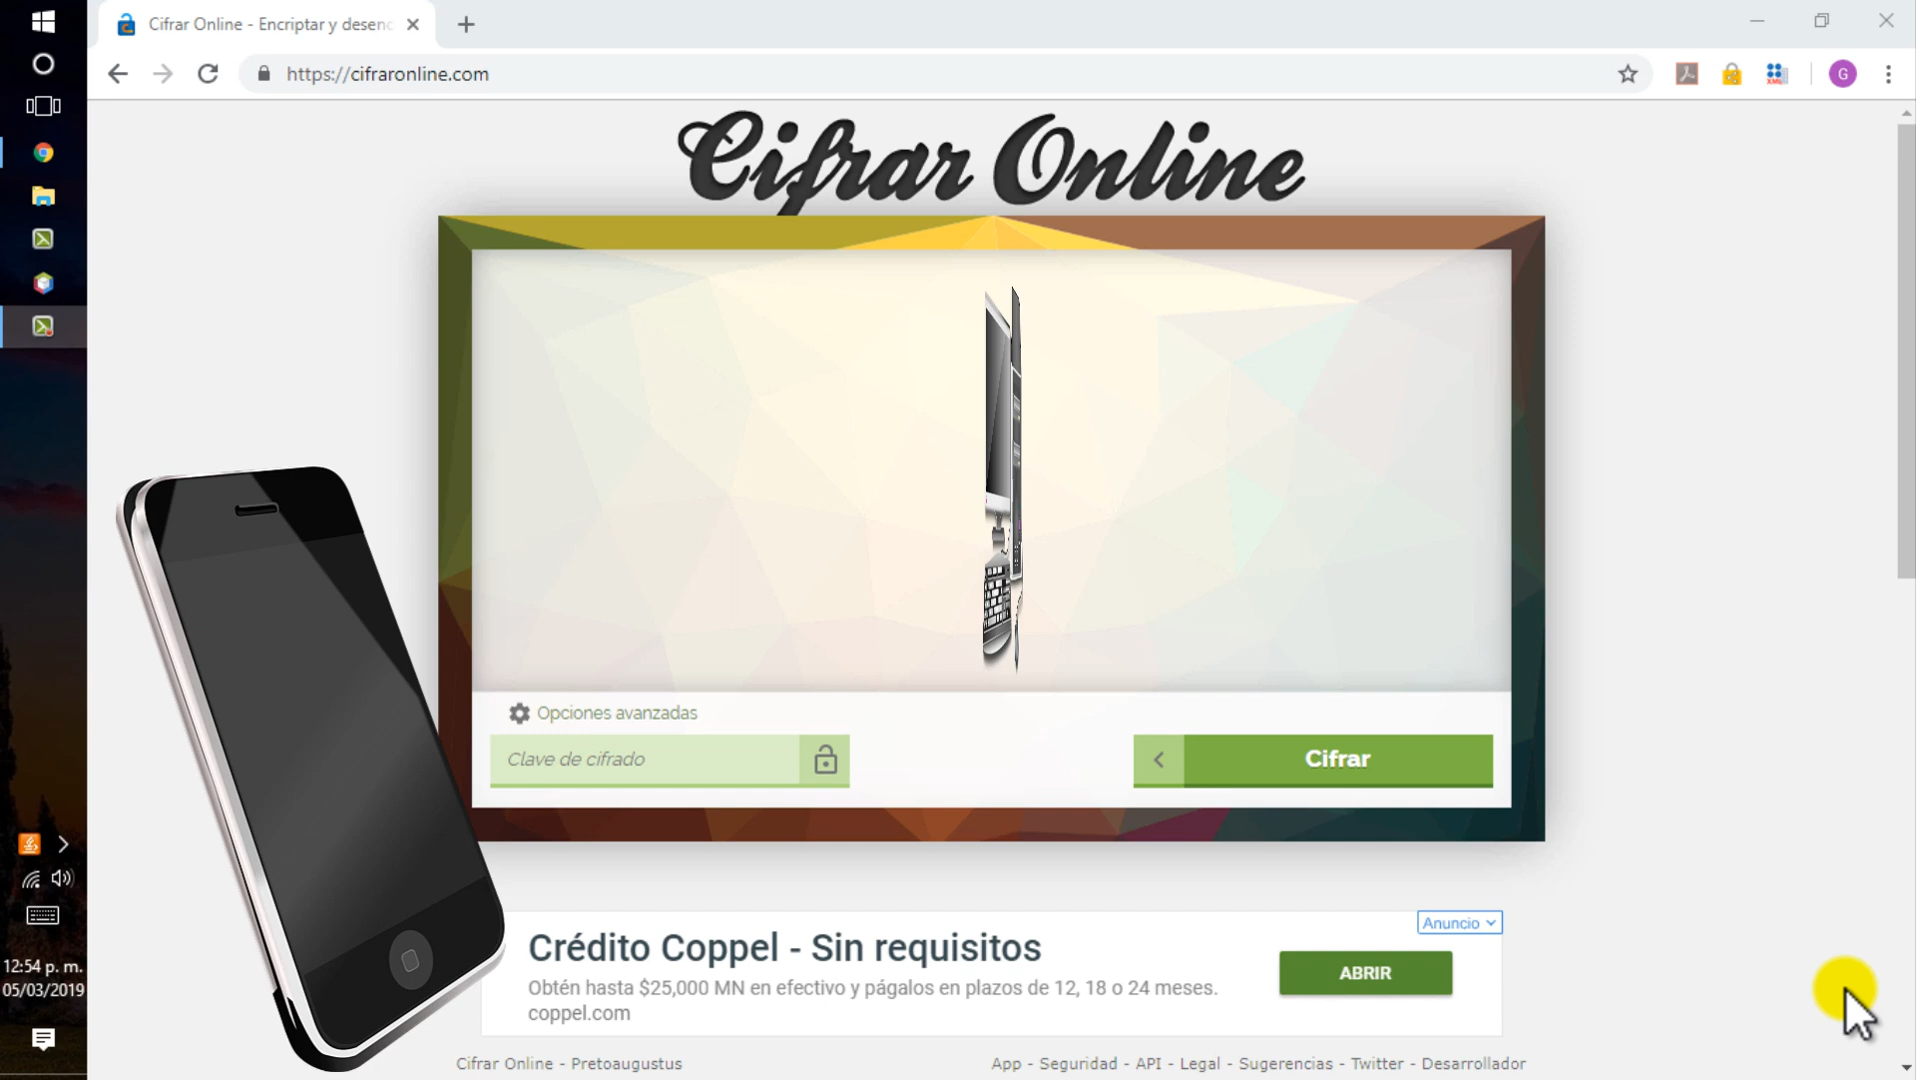 Cifrar Online - Encriptar y desenc
https://cifraronline.com
G
Cifrar Online
Opciones avanzadas
Clave de cifrado
Cifrar
Anuncio
Crédito Coppel - Sin requisitos
Obtén hasta $25,000 MN en efectivo y págalos en plazos de 12, 18 o 24 meses.
coppel.com
ABRIR
Cifrar Online - Pretoaugustus
App - Seguridad - API - Legal - Sugerencias - Twitter - Desarrollador
12:54 p. m.
05/03/2019